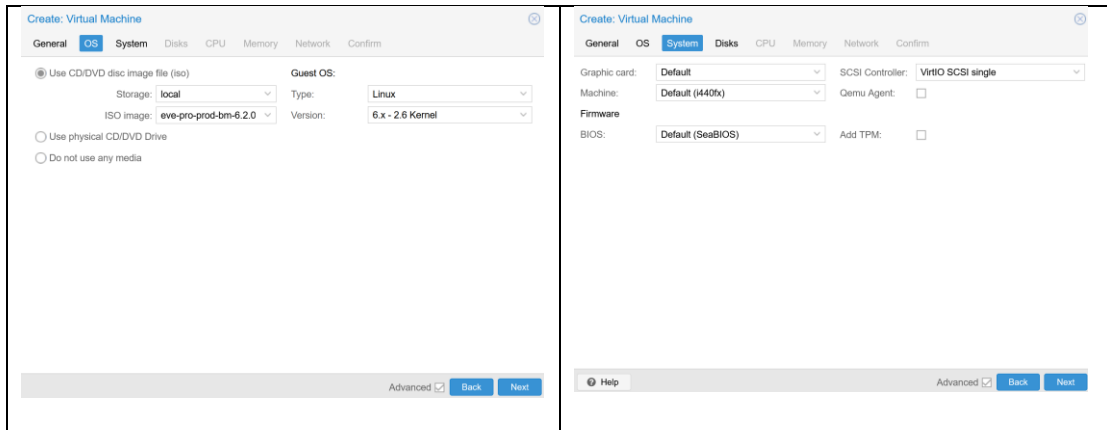 Create: Virtual Machine
General OS System Disks CPU Memory Network Confirm
Use CD/DVD disc image file (iso) Guest OS:
Storage: local Type: Linux
ISO image: eve-pro-prod-bm-6.2.0 Version: 6.x - 2.6 Kernel
Use physical CD/DVD Drive
Do not use any media
Advanced Back Next
Create: Virtual Machine
General OS System Disks CPU Memory Network Confirm
Graphic card: Default SCSI Controller: VirtIO SCSI single
Machine: Default (i440fx) Qemu Agent:
Firmware
BIOS: Default (SeaBIOS) Add TPM:
Help Advanced Back Next